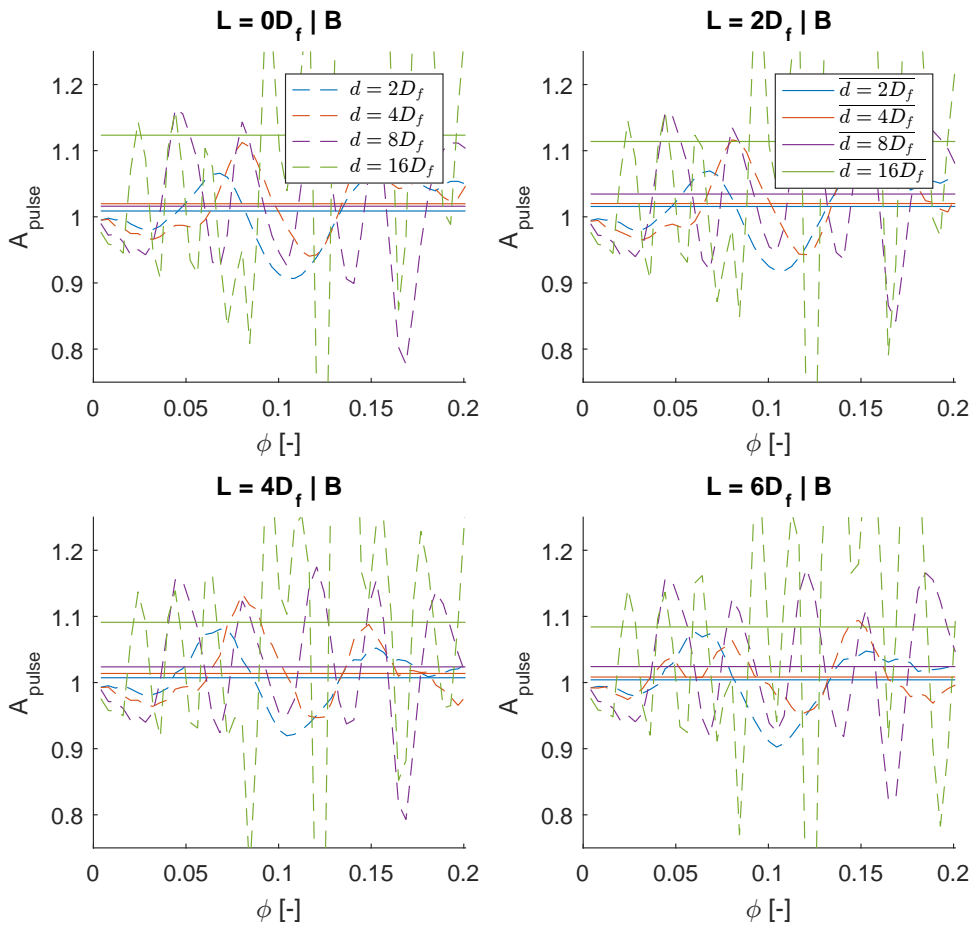 L = 0D_f | B
A_pulse
1.2
1.1
1
0.9
0.8
0
0.05
0.1
0.15
0.2
ϕ [-]
d = 2D_f
d = 4D_f
d = 8D_f
d = 16D_f
L = 2D_f | B
A_pulse
1.2
1.1
1
0.9
0.8
0
0.05
0.1
0.15
0.2
ϕ [-]
d = 2D_f
d = 4D_f
d = 8D_f
d = 16D_f
L = 4D_f | B
A_pulse
1.2
1.1
1
0.9
0.8
0
0.05
0.1
0.15
0.2
ϕ [-]
L = 6D_f | B
A_pulse
1.2
1.1
1
0.9
0.8
0
0.05
0.1
0.15
0.2
ϕ [-]